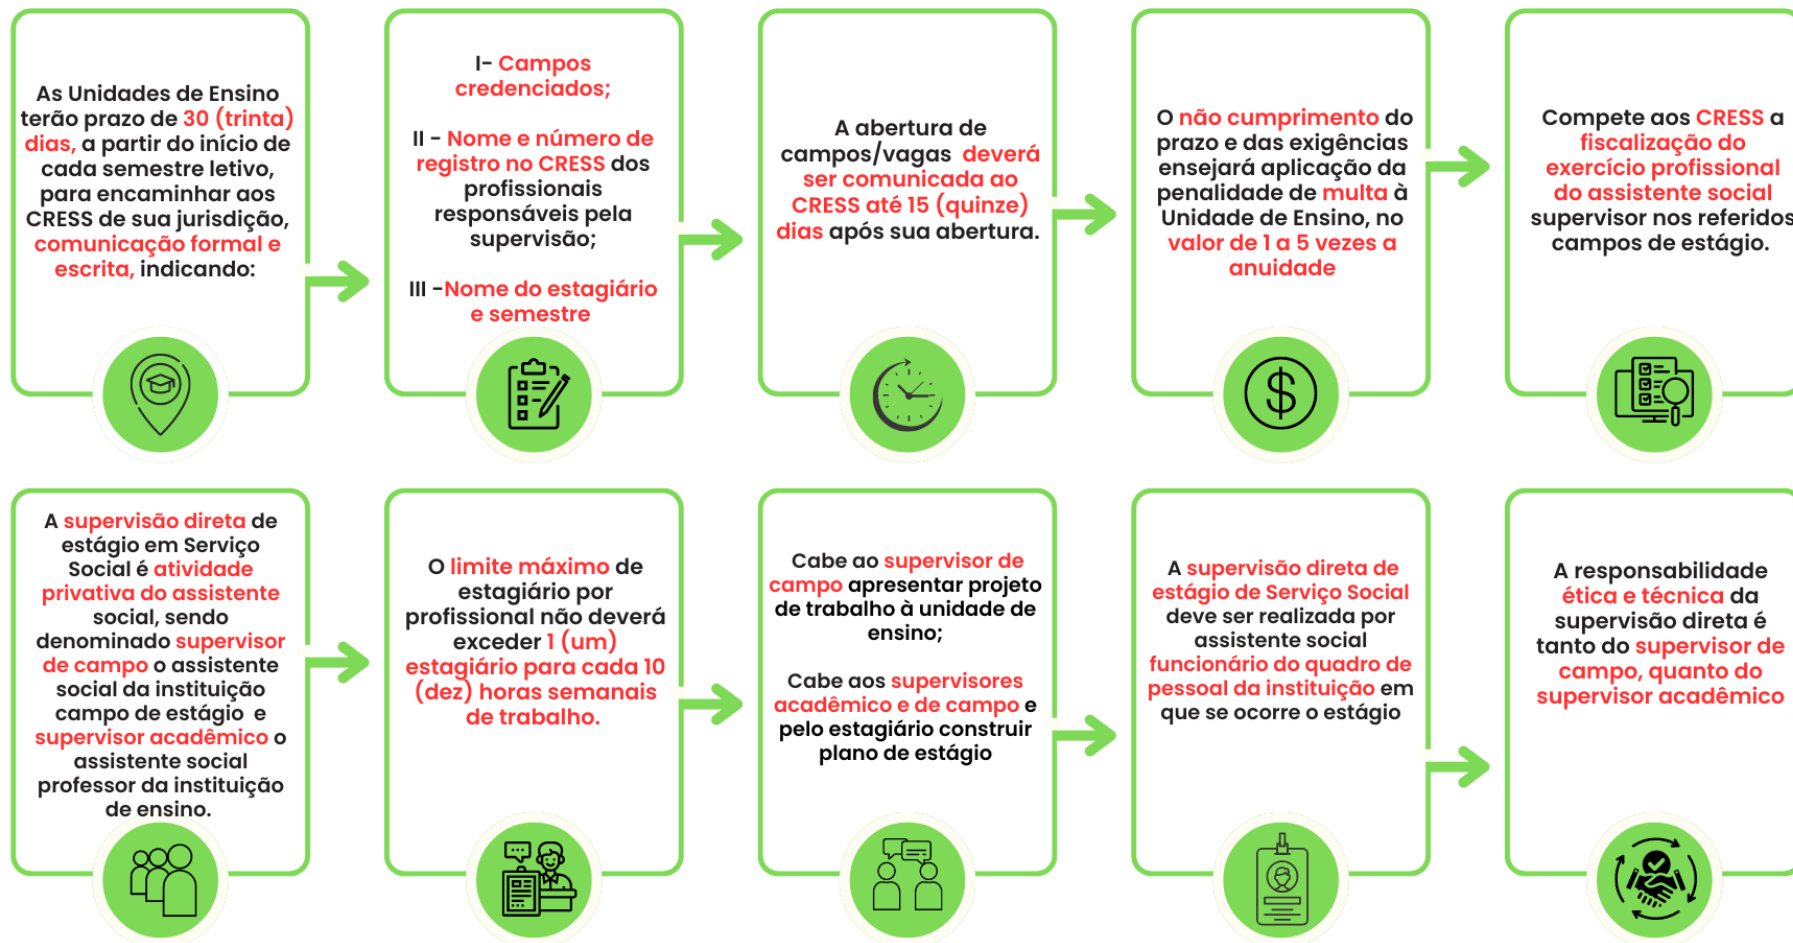 As Unidades de Ensino
terão prazo de 30 (trinta)
dias, a partir do início de
cada semestre letivo,
para encaminhar aos
CRESS de sua jurisdição,
comunicação formal e
escrita, indicando:
I- Campos
credenciados;
II - Nome e número de
registro no CRESS dos
profissionais
responsáveis pela
supervisão;
III -Nome do estagiário
e semestre
A abertura de
campos/vagas deverá
ser comunicada ao
CRESS até 15 (quinze)
dias após sua abertura.
O não cumprimento do
prazo e das exigências
ensejará aplicação da
penalidade de multa à
Unidade de Ensino, no
valor de 1 a 5 vezes a
anuidade
Compete aos CRESS a
fiscalização do
exercício profissional
do assistente social
supervisor nos referidos
campos de estágio.
A supervisão direta de
estágio em Serviço
Social é atividade
privativa do assistente
social, sendo
denominado supervisor
de campo o assistente
social da instituição
campo de estágio e
supervisor acadêmico o
assistente social
professor da instituição
de ensino.
O limite máximo de
estagiário por
profissional não deverá
exceder 1 (um)
estagiário para cada 10
(dez) horas semanais
de trabalho.
Cabe ao supervisor de
campo apresentar projeto
de trabalho à unidade de
ensino;
Cabe aos supervisores
acadêmico e de campo e
pelo estagiário construir
plano de estágio
A supervisão direta de
estágio de Serviço Social
deve ser realizada por
assistente social
funcionário do quadro de
pessoal da instituição em
que se ocorre o estágio
A responsabilidade
ética e técnica da
supervisão direta é
tanto do supervisor de
campo, quanto do
supervisor acadêmico